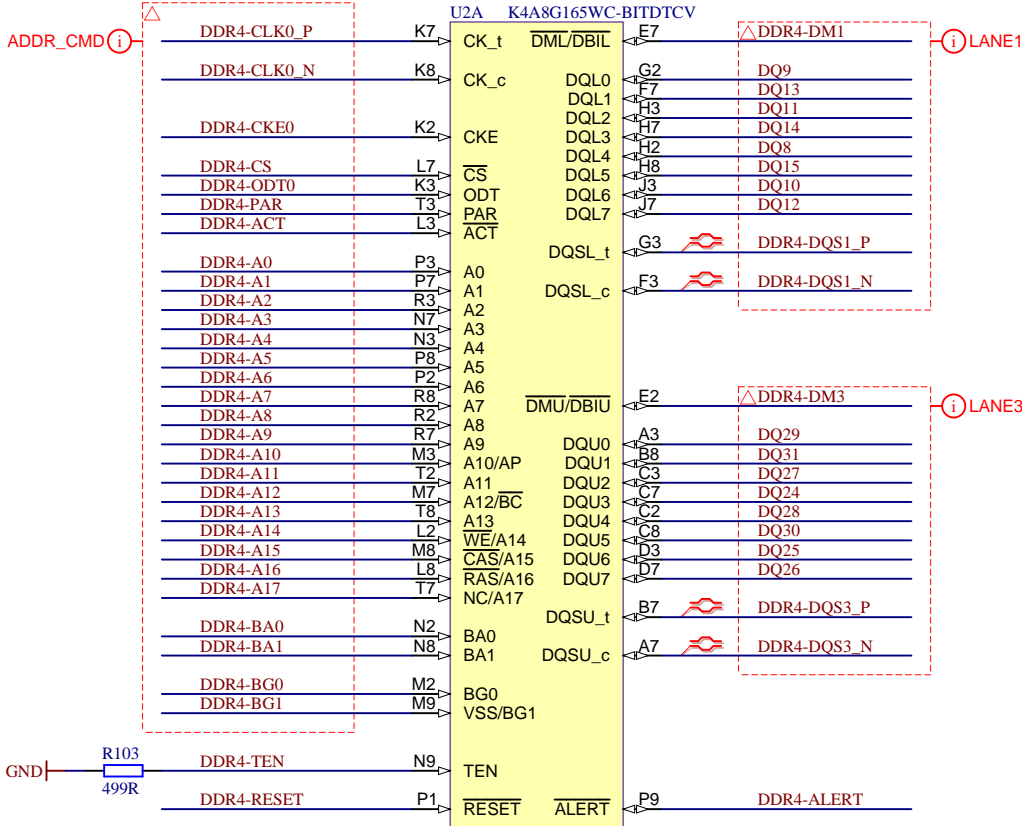 U2A K4A8G165WC-BITDTCV
ADDR_CMD i
DDR4-CLK0_P K7 CK_t
DDR4-CLK0_N K8 CK_c
DDR4-CKE0 K2 CKE
DDR4-CS L7 CS
DDR4-ODT0 K3 ODT
DDR4-PAR T3 PAR
DDR4-ACT L3 ACT
DDR4-A0 P3 A0
DDR4-A1 P7 A1
DDR4-A2 R3 A2
DDR4-A3 N7 A3
DDR4-A4 N3 A4
DDR4-A5 P8 A5
DDR4-A6 P2 A6
DDR4-A7 R8 A7
DDR4-A8 R2 A8
DDR4-A9 R7 A9
DDR4-A10 M3 A10/AP
DDR4-A11 T2 A11
DDR4-A12 M7 A12/BC
DDR4-A13 T8 A13
DDR4-A14 L2 WE/A14
DDR4-A15 M8 CAS/A15
DDR4-A16 L8 RAS/A16
DDR4-A17 T7 NC/A17
DDR4-BA0 N2 BA0
DDR4-BA1 N8 BA1
DDR4-BG0 M2 BG0
DDR4-BG1 M9 VSS/BG1
R103
GND DDR4-TEN N9 TEN
499R
DDR4-RESET P1 RESET
DML/DBIL E7 DDR4-DM1
i LANE1
DQL0 G2 DQ9
DQL1 F7 DQ13
DQL2 H3 DQ11
DQL3 H7 DQ14
DQL4 H2 DQ8
DQL5 H8 DQ15
DQL6 J3 DQ10
DQL7 J7 DQ12
DQSL_t G3 DDR4-DQS1_P
DQSL_c F3 DDR4-DQS1_N
DMU/DBIU E2 DDR4-DM3
i LANE3
DQU0 A3 DQ29
DQU1 B8 DQ31
DQU2 C3 DQ27
DQU3 C7 DQ24
DQU4 C2 DQ28
DQU5 C8 DQ30
DQU6 D3 DQ25
DQU7 D7 DQ26
DQSU_t B7 DDR4-DQS3_P
DQSU_c A7 DDR4-DQS3_N
ALERT P9 DDR4-ALERT